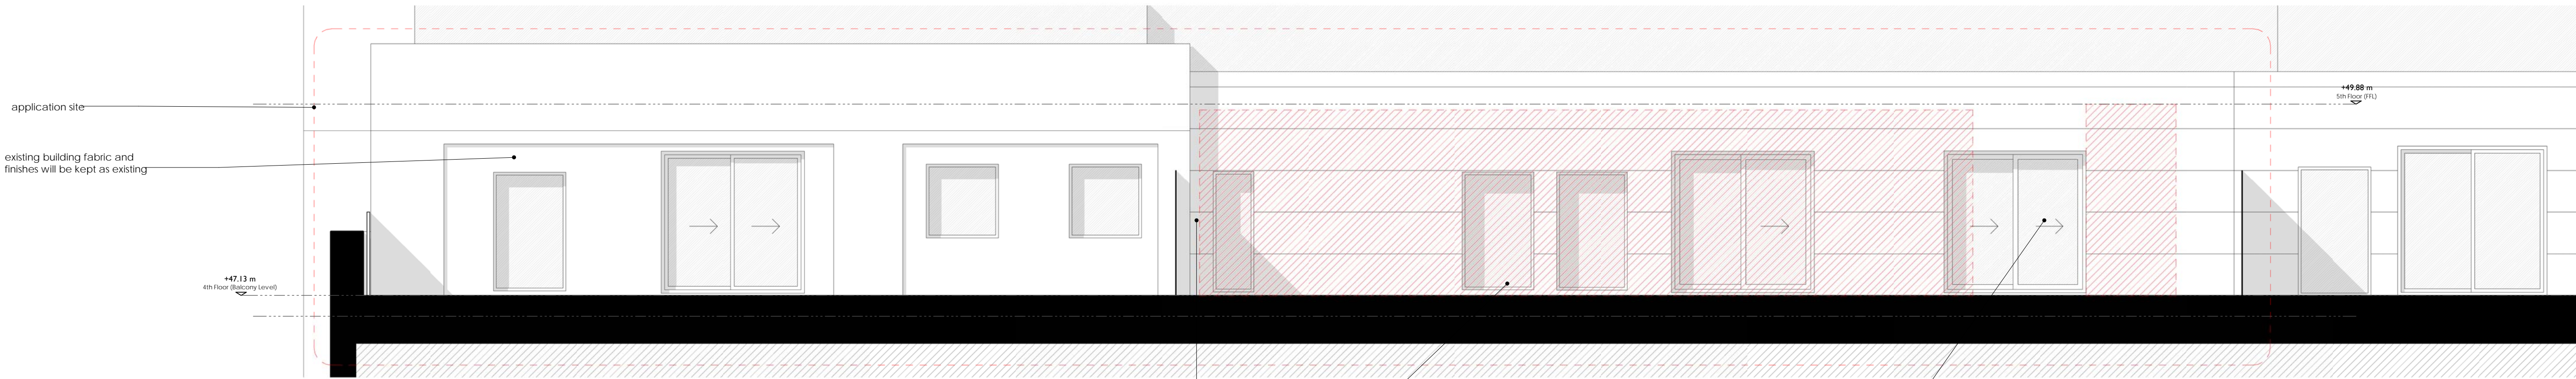 application site
existing building fabric and
finishes will be kept as existing
+47.13 m
4th Floor (Balcony Level)
+49.88 m
5th Floor (FFL)